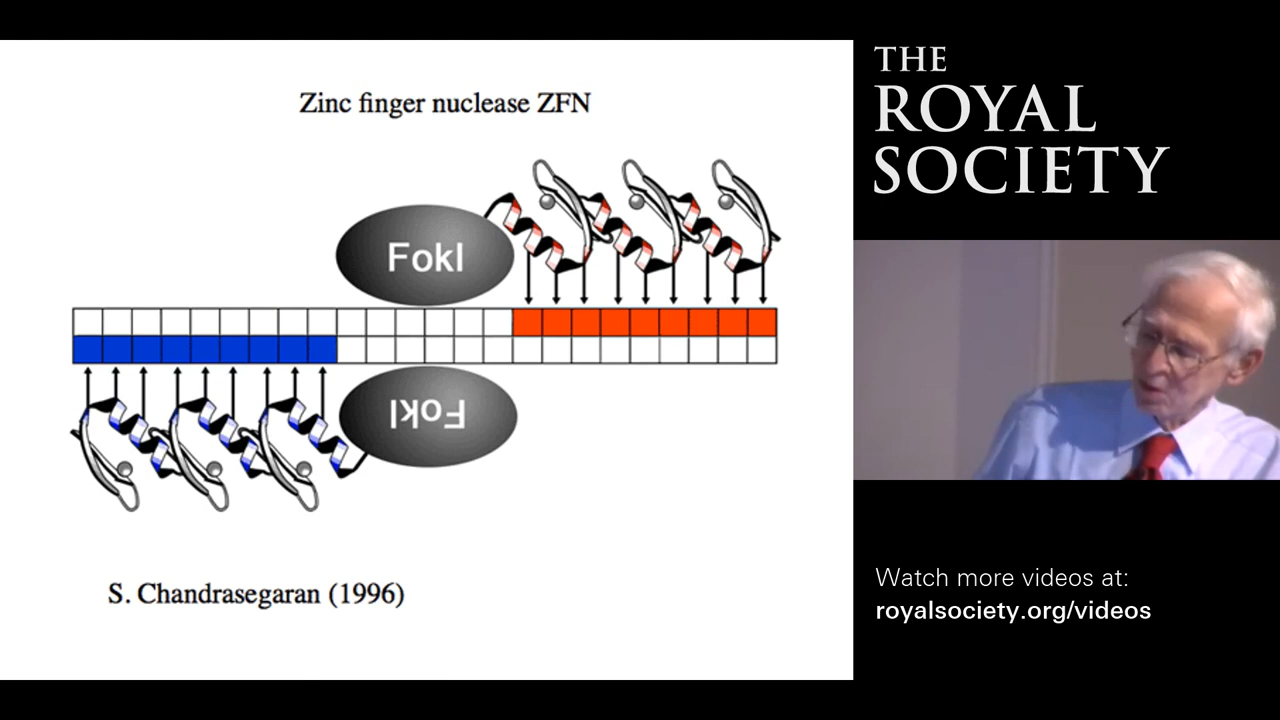 Zinc finger nuclease ZFN
FokI
FokI
S. Chandrasegaran (1996)
THE
ROYAL
SOCIETY
Watch more videos at:
royalsociety.org/videos